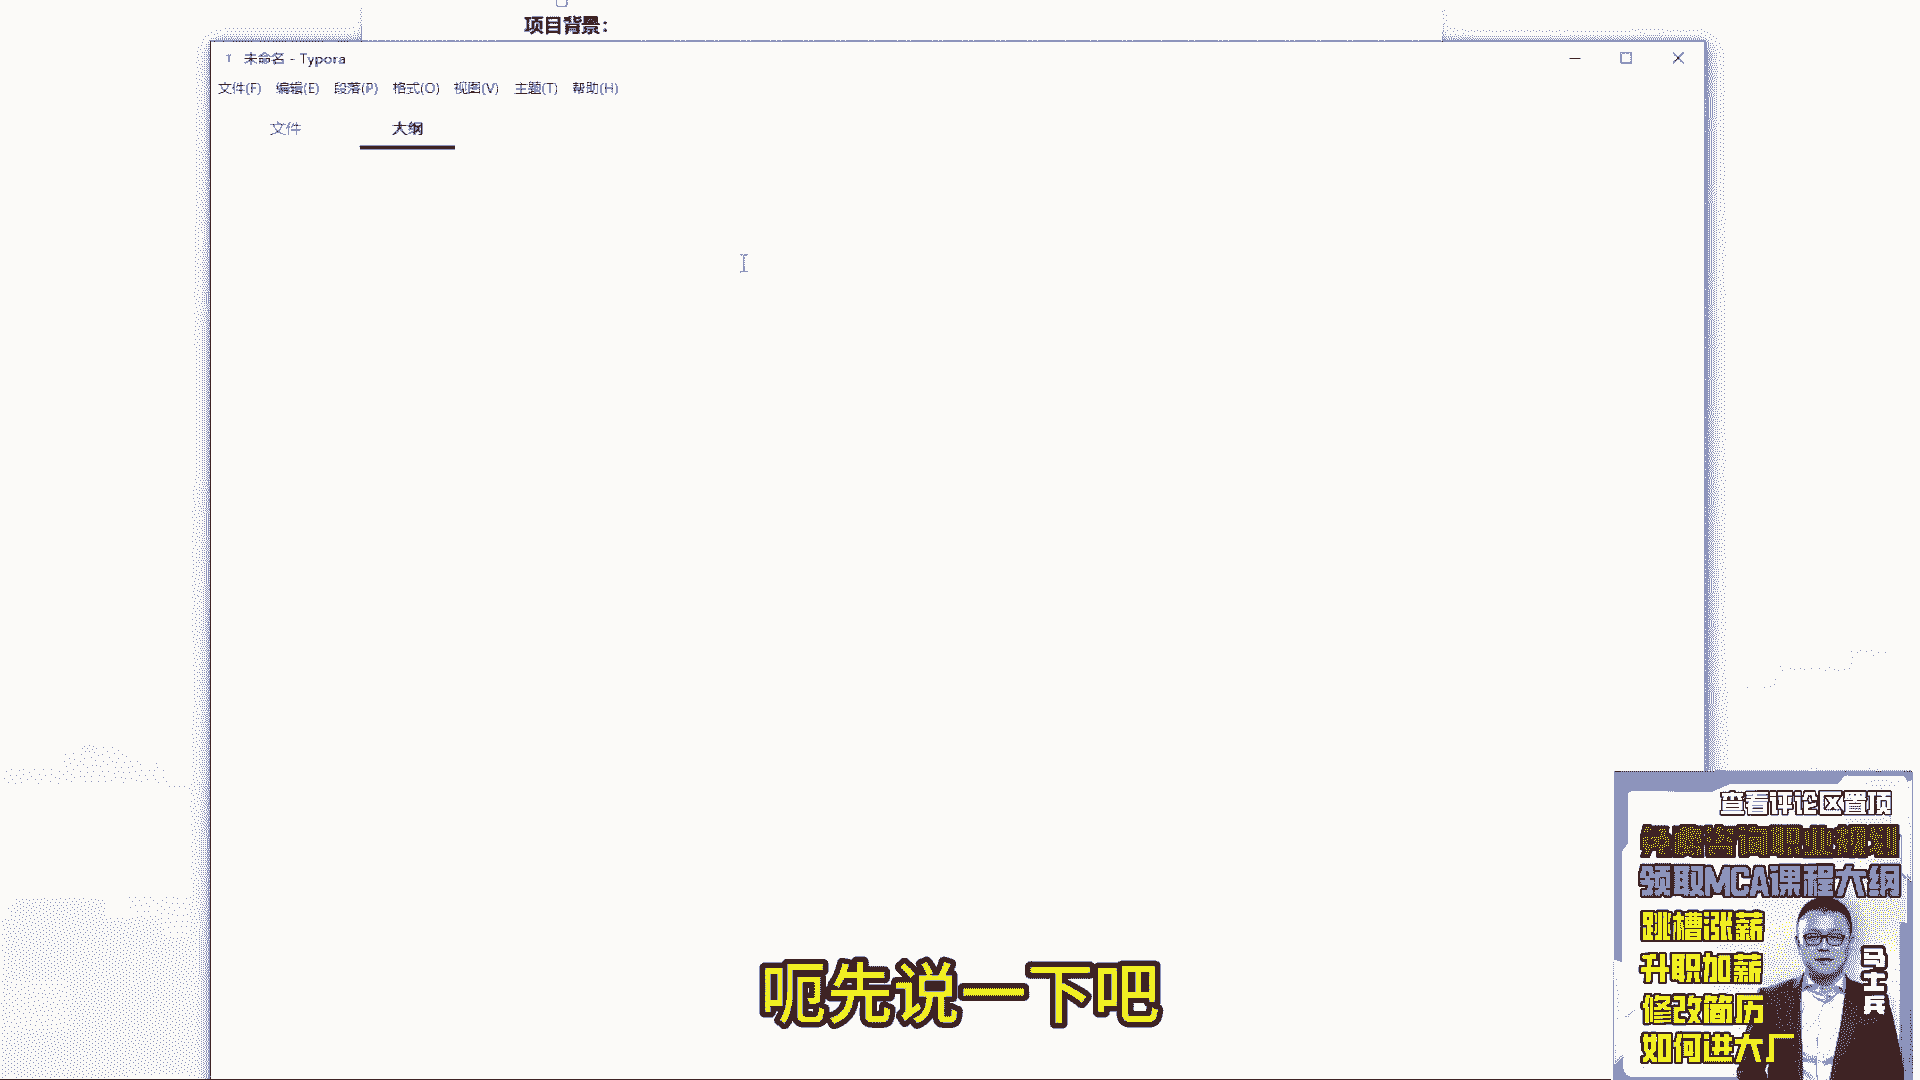 项目背景：
未命名 - Typora
文件(F) 编辑(E) 段落(P) 格式(O) 视图(V) 主题(T) 帮助(H)
文件 大纲
呃先说一下吧
查看评论区置顶
免费咨询职业规划
领取MCA课程大纲
跳槽涨薪
升职加薪
修改简历
如何进大厂
马士兵